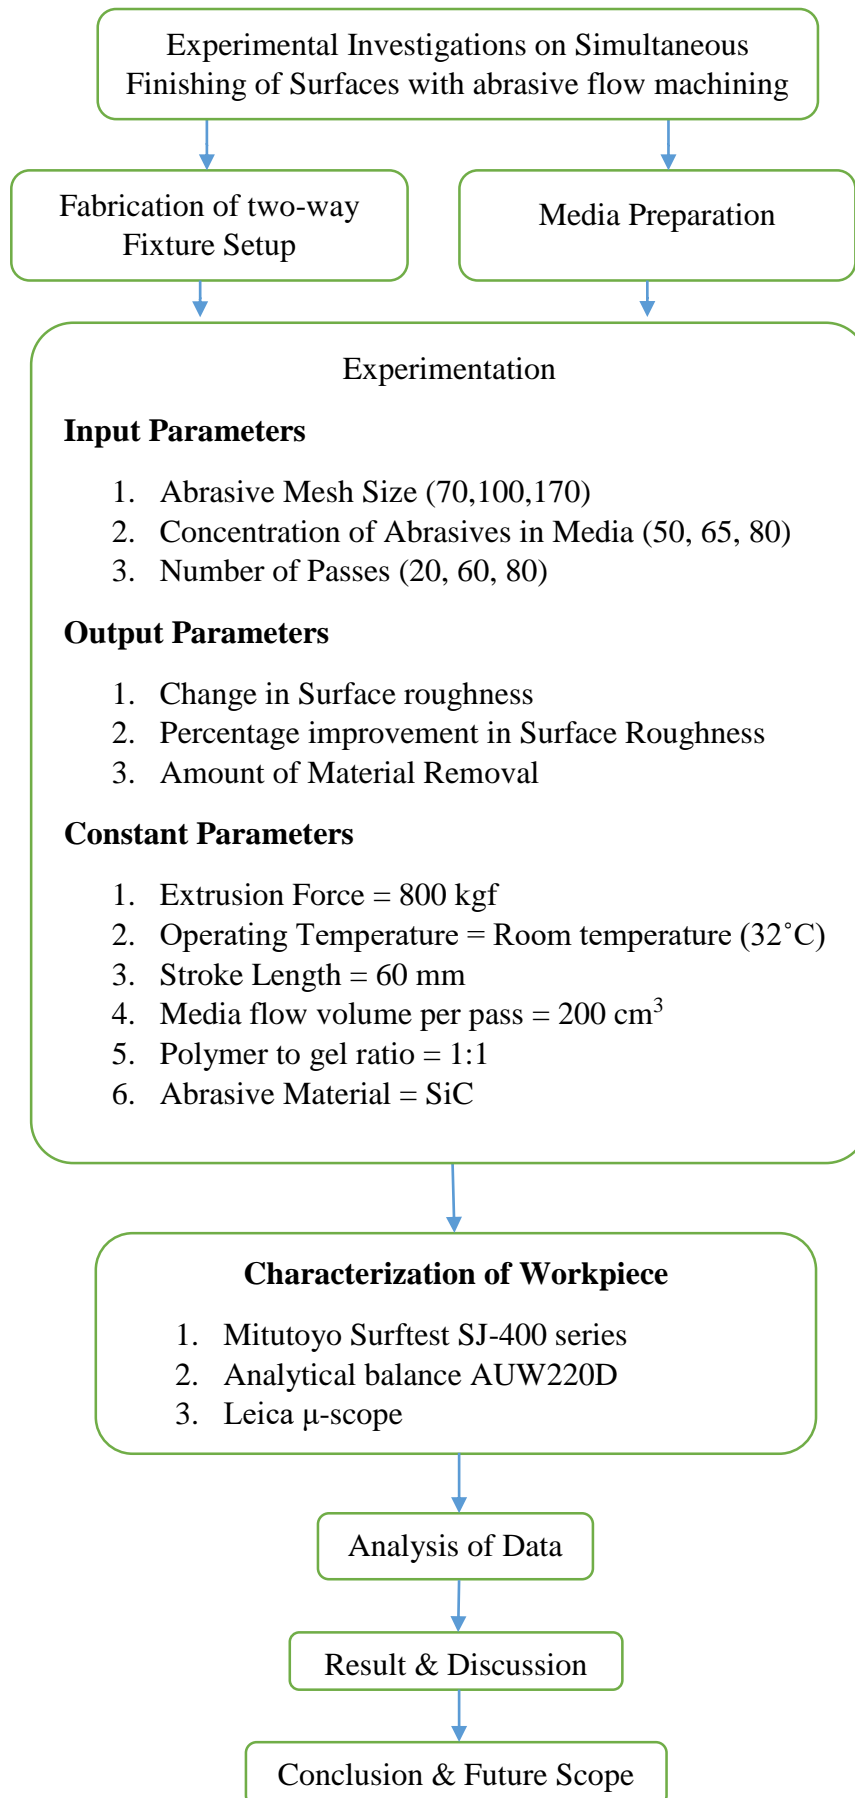 Experimental Investigations on Simultaneous
Finishing of Surfaces with abrasive flow machining
Fabrication of two-way
Fixture Setup
Media Preparation
Experimentation
Input Parameters
1. Abrasive Mesh Size (70,100,170)
2. Concentration of Abrasives in Media (50, 65, 80)
3. Number of Passes (20, 60, 80)
Output Parameters
1. Change in Surface roughness
2. Percentage improvement in Surface Roughness
3. Amount of Material Removal
Constant Parameters
1. Extrusion Force = 800 kgf
2. Operating Temperature = Room temperature (32˚C)
3. Stroke Length = 60 mm
4. Media flow volume per pass = 200 cm³
5. Polymer to gel ratio = 1:1
6. Abrasive Material = SiC
Characterization of Workpiece
1. Mitutoyo Surftest SJ-400 series
2. Analytical balance AUW220D
3. Leica μ-scope
Analysis of Data
Result & Discussion
Conclusion & Future Scope